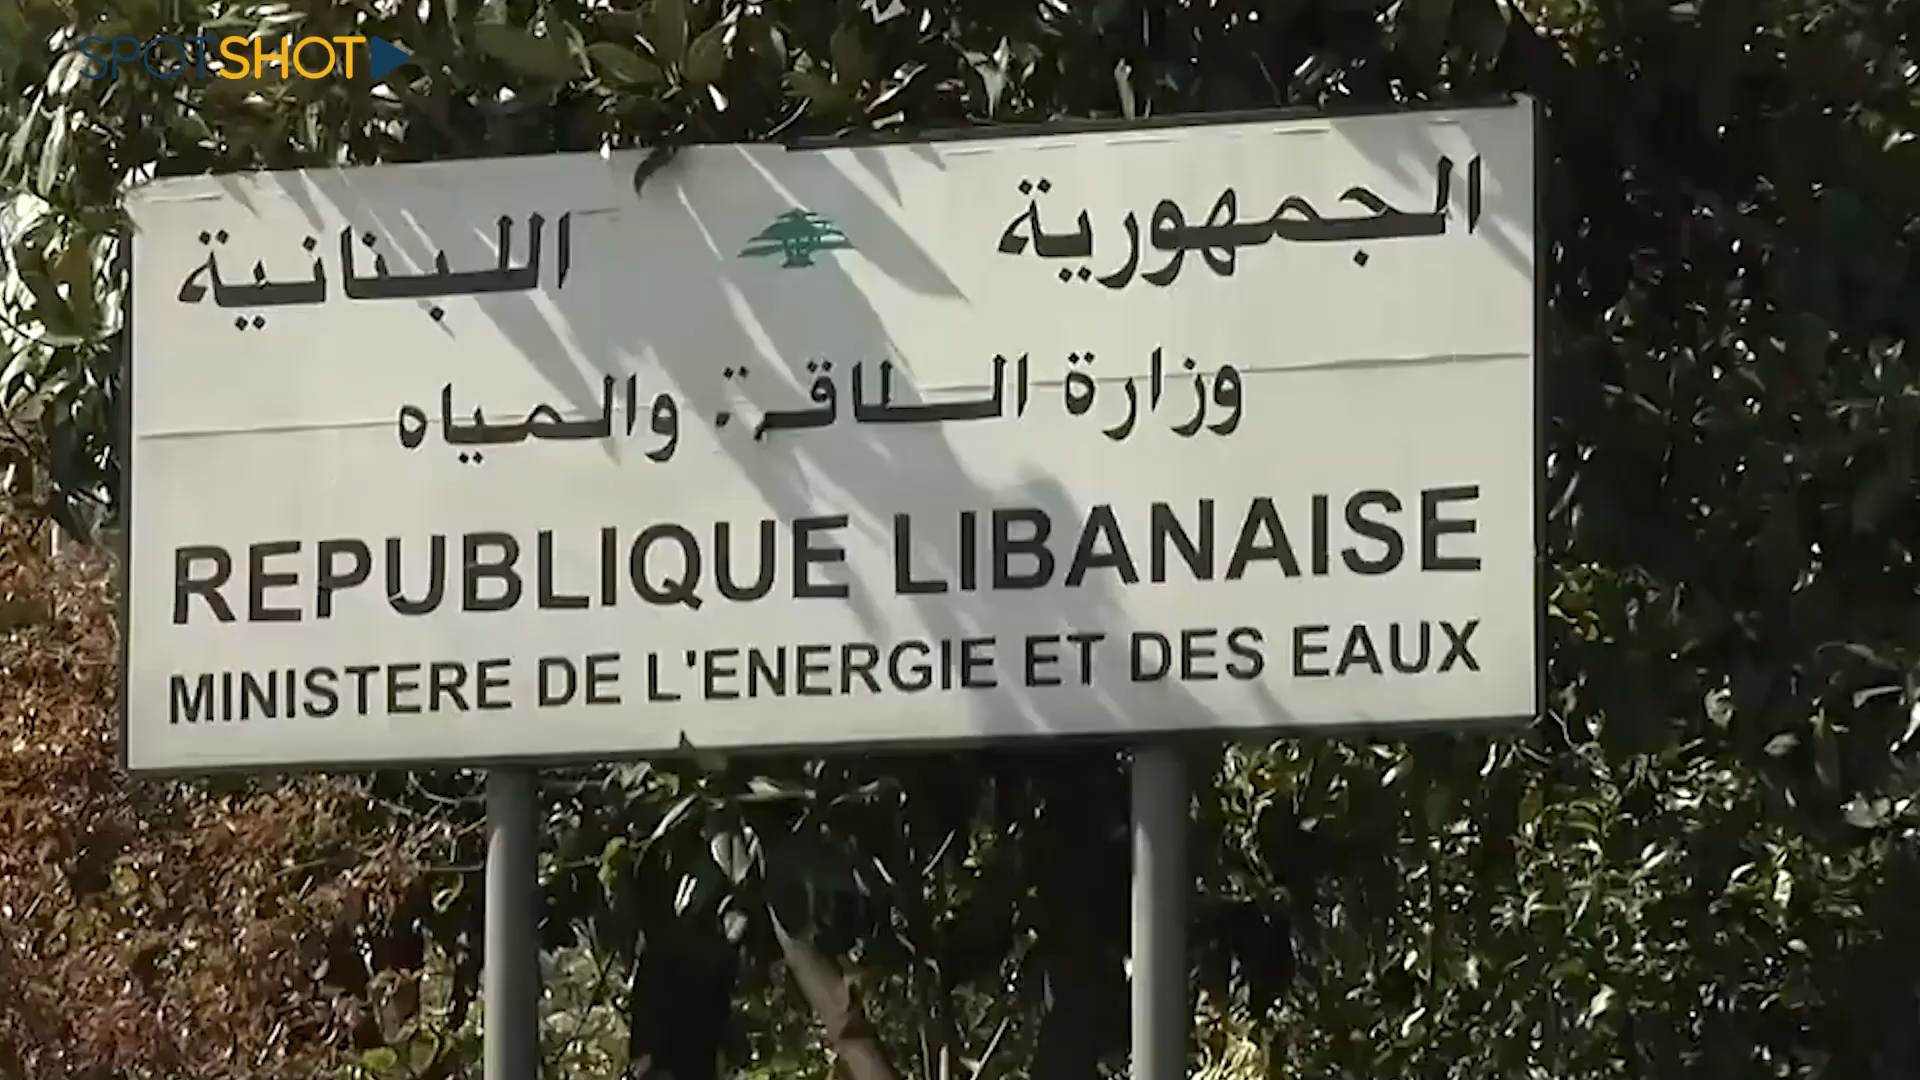 SPOTSHOT
الجمهورية اللبنانية
وزارة الطاقة والمياه
REPUBLIQUE LIBANAISE
MINISTERE DE L'ENERGIE ET DES EAUX